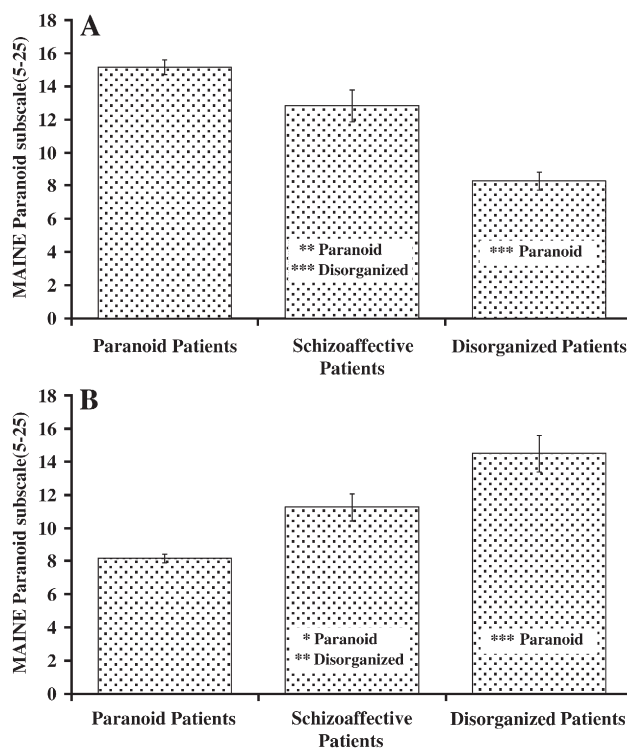 A
MAINE Paranoid subscale(5-25)
18
16
14
12
10
8
6
4
2
0
** Paranoid
*** Disorganized
*** Paranoid
Paranoid Patients
Schizoaffective
Patients
Disorganized Patients
B
MAINE Paranoid subscale(5-25)
18
16
14
12
10
8
6
4
2
0
* Paranoid
** Disorganized
*** Paranoid
Paranoid Patients
Schizoaffective
Patients
Disorganized Patients